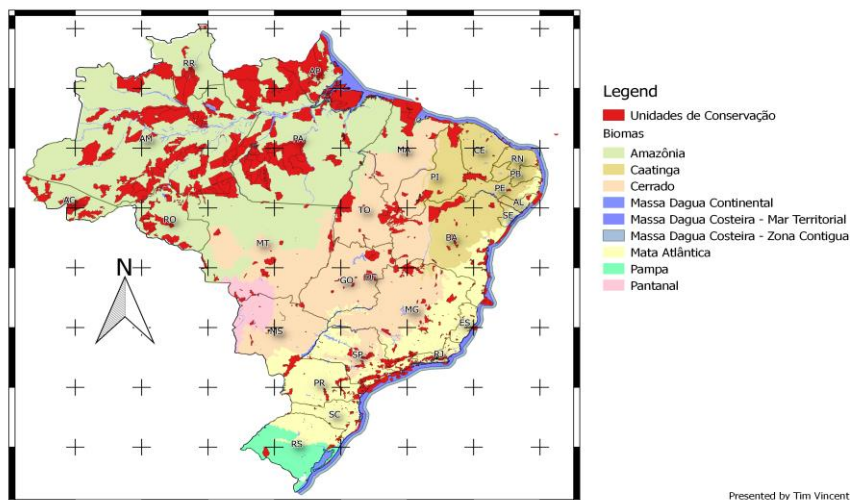 RR
AP
AM
PA
MA
CE
RN
PB
PI
PE
AC
AL
SE
RO
TO
BA
MT
GO
DF
MG
ES
MS
SP
RJ
PR
SC
RS
N
Legend
Unidades de Conservação
Biomas
Amazônia
Caatinga
Cerrado
Massa Dagua Continental
Massa Dagua Costeira - Mar Territorial
Massa Dagua Costeira - Zona Contigua
Mata Atlântica
Pampa
Pantanal
Presented by Tim Vincent